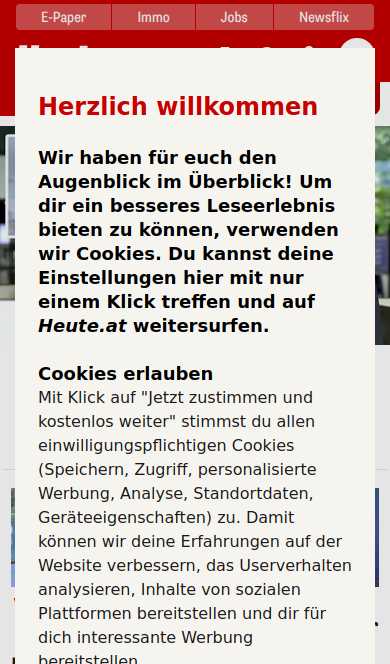 E-Paper Immo Jobs Newsflix
Herzlich willkommen
Wir haben für euch den
Augenblick im Überblick! Um
dir ein besseres Leseerlebnis
bieten zu können, verwenden
wir Cookies. Du kannst deine
Einstellungen hier mit nur
einem Klick treffen und auf
Heute.at weitersurfen.
Cookies erlauben
Mit Klick auf "Jetzt zustimmen und
kostenlos weiter" stimmst du allen
einwilligungspflichtigen Cookies
(Speichern, Zugriff, personalisierte
Werbung, Analyse, Standortdaten,
Geräteeigenschaften) zu. Damit
können wir deine Erfahrungen auf der
Website verbessern, das Userverhalten
analysieren, Inhalte von sozialen
Plattformen bereitstellen und dir für
dich interessante Werbung
bereitstellen